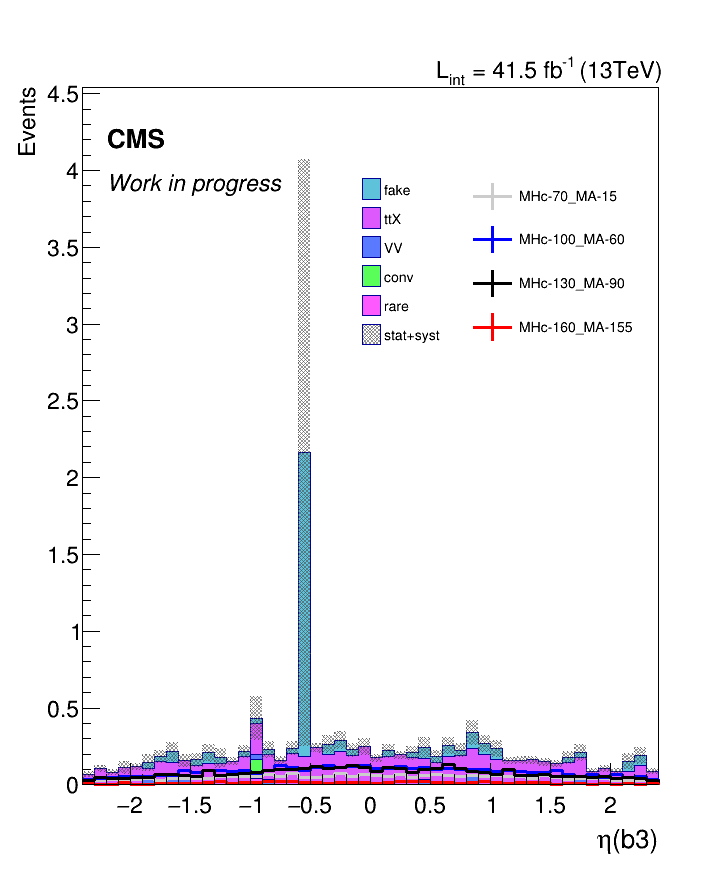 L_int = 41.5 fb^-1 (13TeV)
Events
4.5
CMS
4
Work in progress
fake
MHc-70_MA-15
ttX
3.5
VV
MHc-100_MA-60
conv
MHc-130_MA-90
rare
3
stat+syst
MHc-160_MA-155
2.5
2
1.5
1
0.5
0
−2 −1.5 −1 −0.5 0 0.5 1 1.5 2
η(b3)